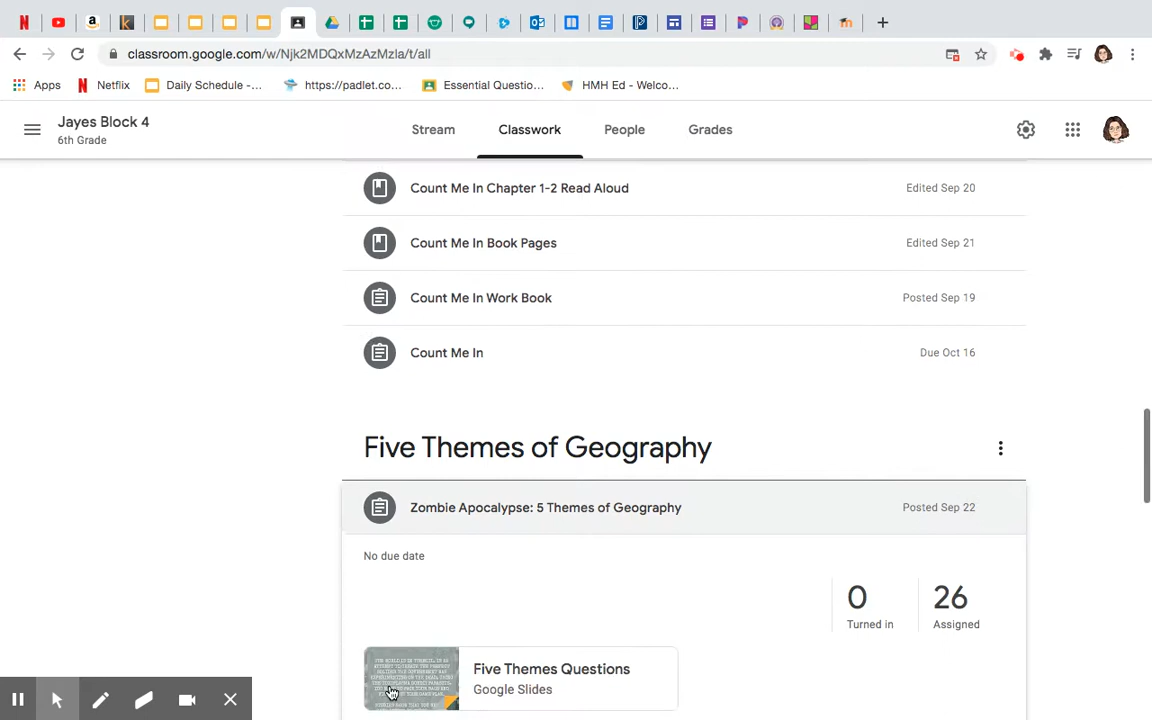 classroom.google.com/w/Njk2MDQxMzAzMzla/t/all
Apps Netflix Daily Schedule -... https://padlet.co... Essential Questio... HMH Ed - Welco...
Jayes Block 4
6th Grade
Stream Classwork People Grades
Count Me In Chapter 1-2 Read Aloud Edited Sep 20
Count Me In Book Pages Edited Sep 21
Count Me In Work Book Posted Sep 19
Count Me In Due Oct 16
Five Themes of Geography
Zombie Apocalypse: 5 Themes of Geography Posted Sep 22
No due date
0 26
Turned in Assigned
Five Themes Questions
Google Slides